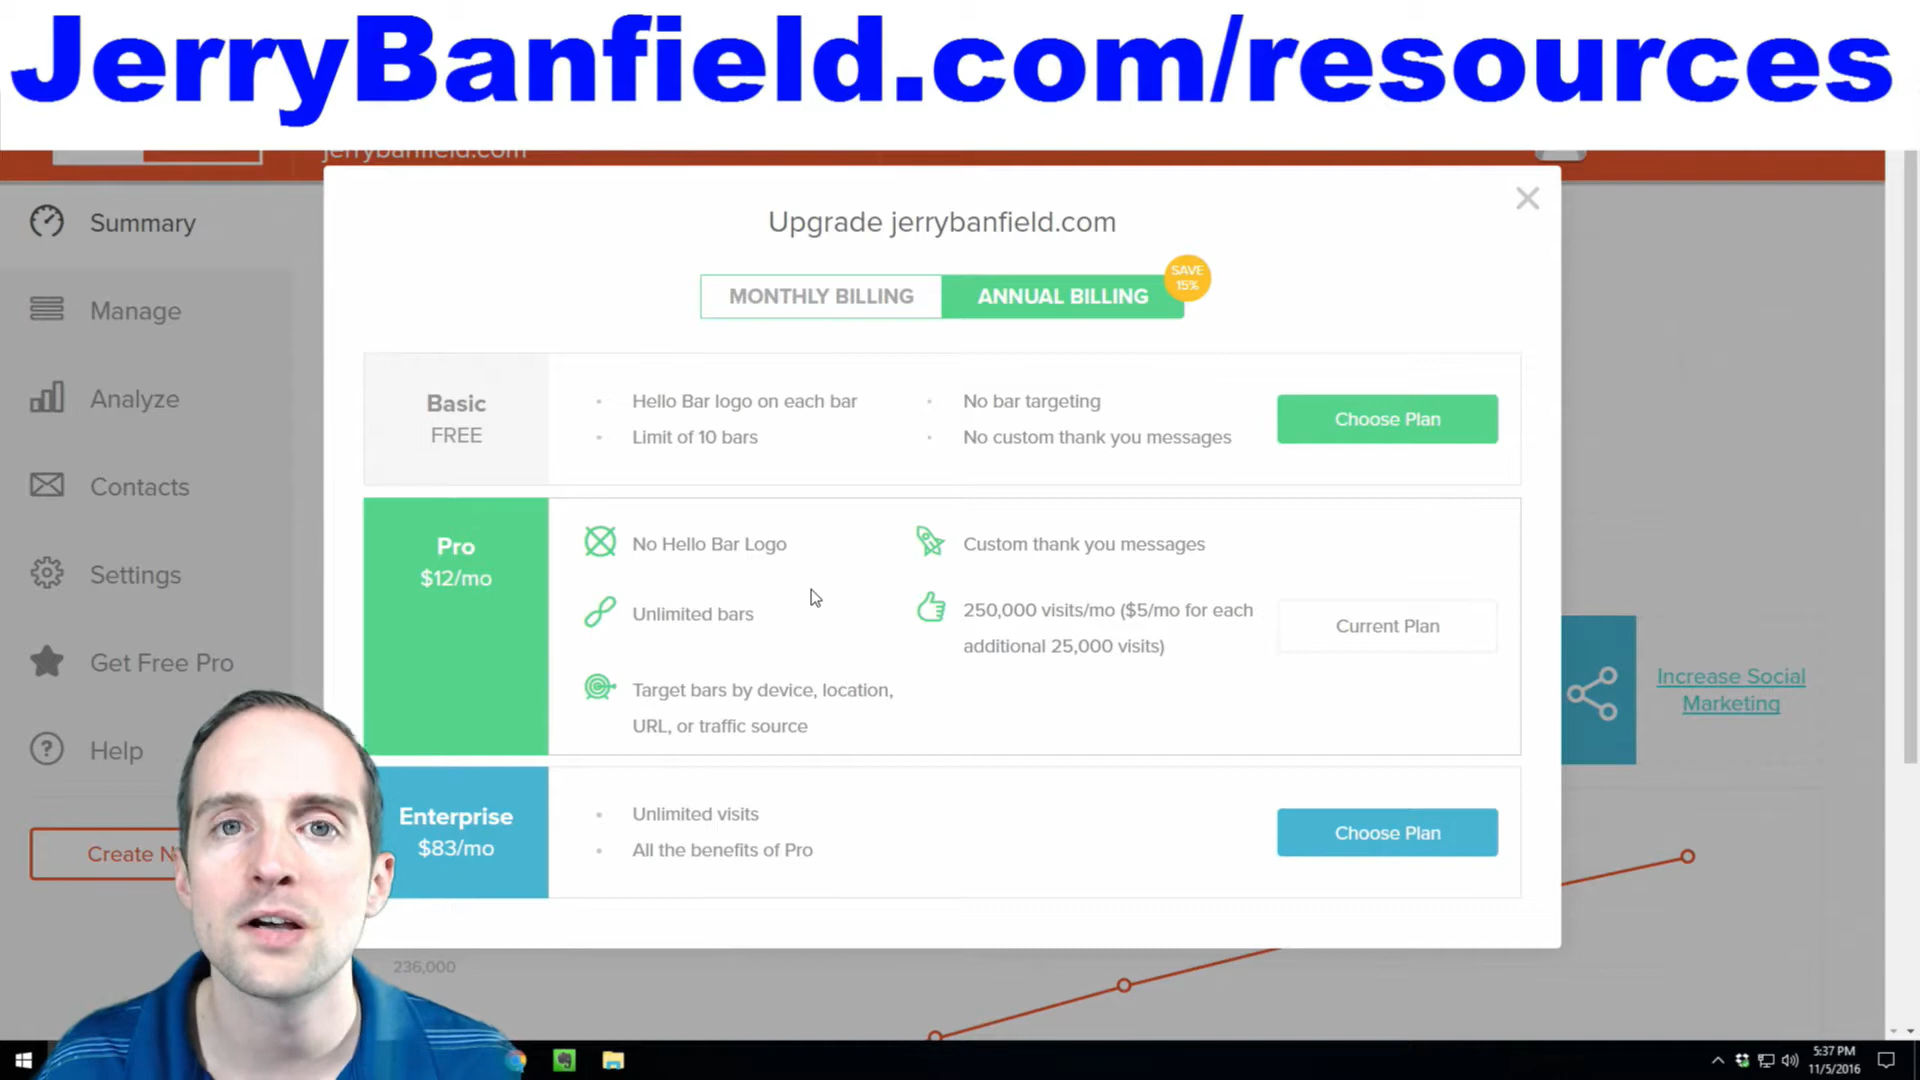 JerryBanfield.com/resources
jerrybanfield.com
Summary
Manage
Analyze
Contacts
Settings
Get Free Pro
Help
Upgrade jerrybanfield.com
MONTHLY BILLING
ANNUAL BILLING
SAVE
15%
Basic
FREE
Hello Bar logo on each bar
Limit of 10 bars
No bar targeting
No custom thank you messages
Choose Plan
Pro
$12/mo
No Hello Bar Logo
Unlimited bars
Target bars by device, location,
URL, or traffic source
Custom thank you messages
250,000 visits/mo ($5/mo for each
additional 25,000 visits)
Current Plan
Enterprise
$83/mo
Unlimited visits
All the benefits of Pro
Choose Plan
Increase Social
Marketing
Create
236,000
5:37 PM
11/5/2016